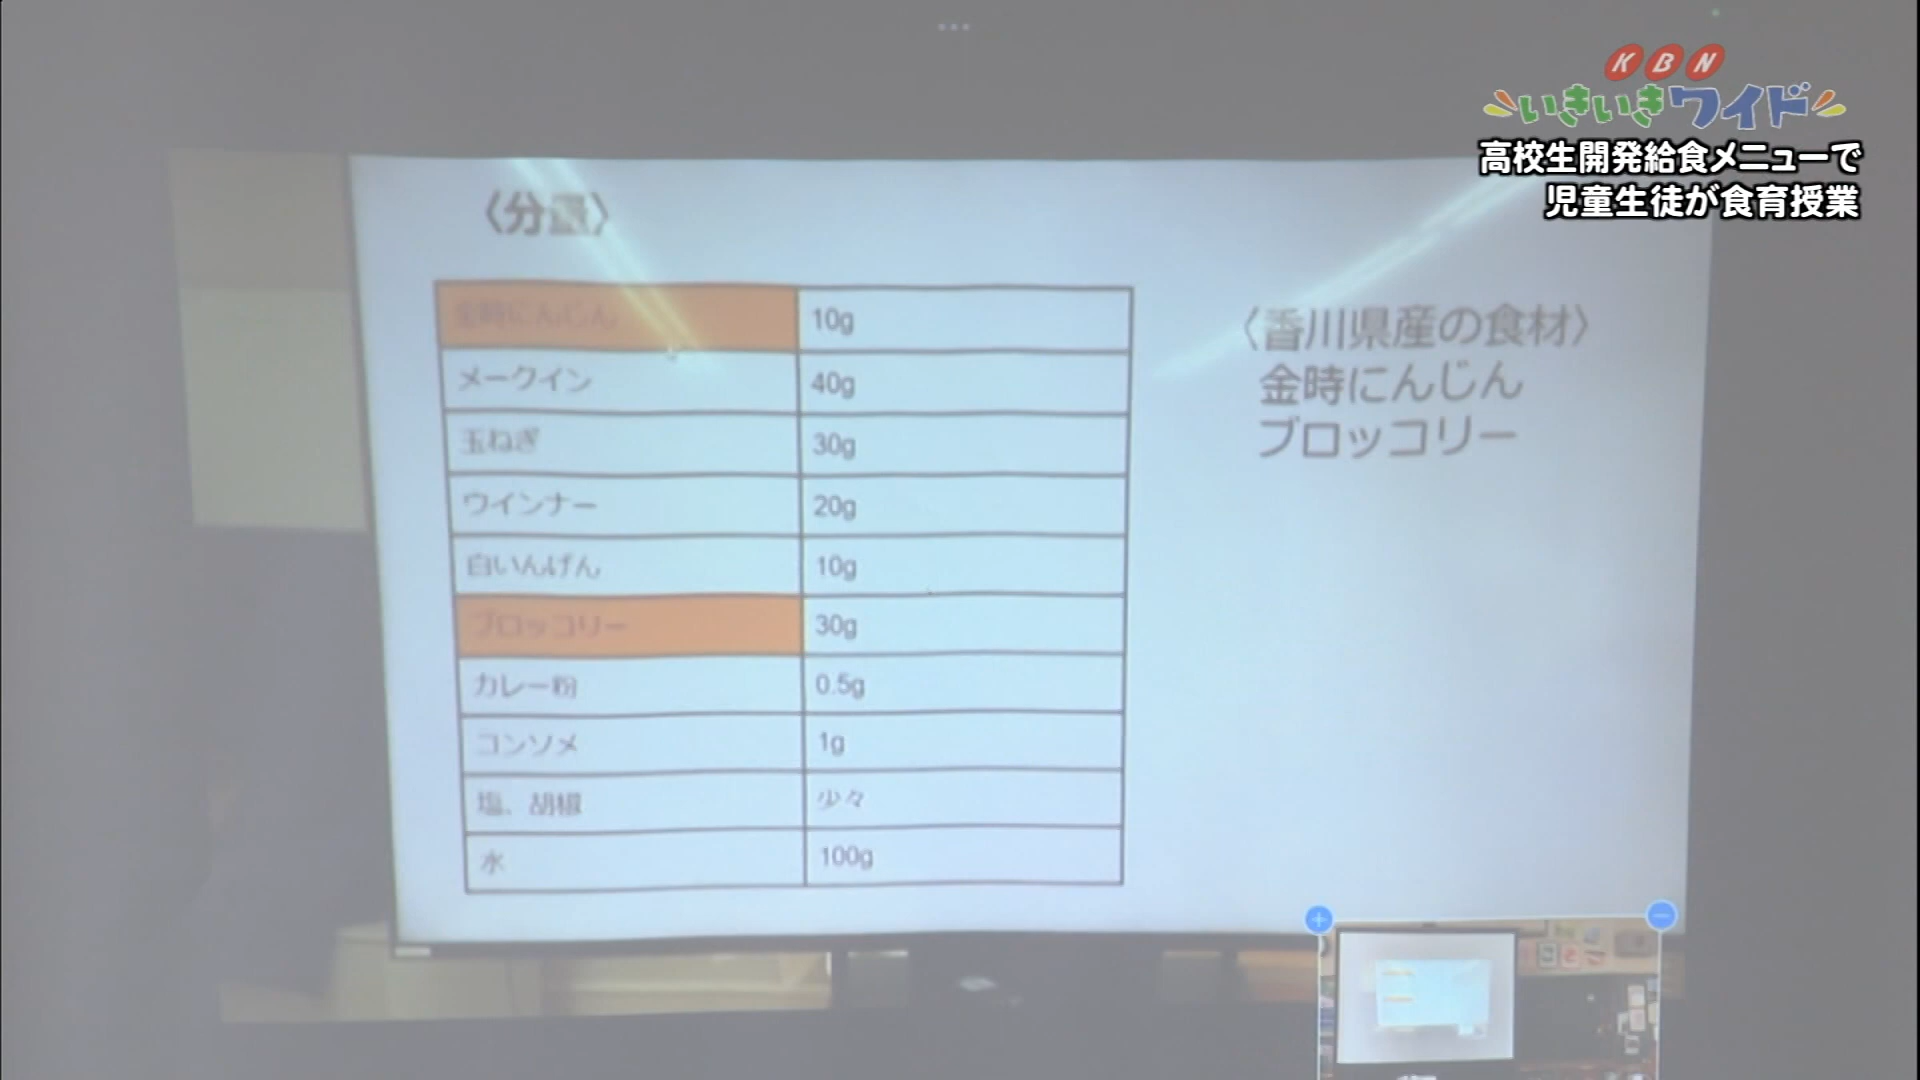 KBN
いきいきワイド
高校生開発給食メニューで
児童生徒が食育授業
〈分量〉
金時にんじん 10g
メークイン 40g
玉ねぎ 30g
ウインナー 20g
白いんげん 10g
ブロッコリー 30g
カレー粉 0.5g
コンソメ 1g
塩、胡椒 少々
水 100g
〈香川県産の食材〉
金時にんじん
ブロッコリー